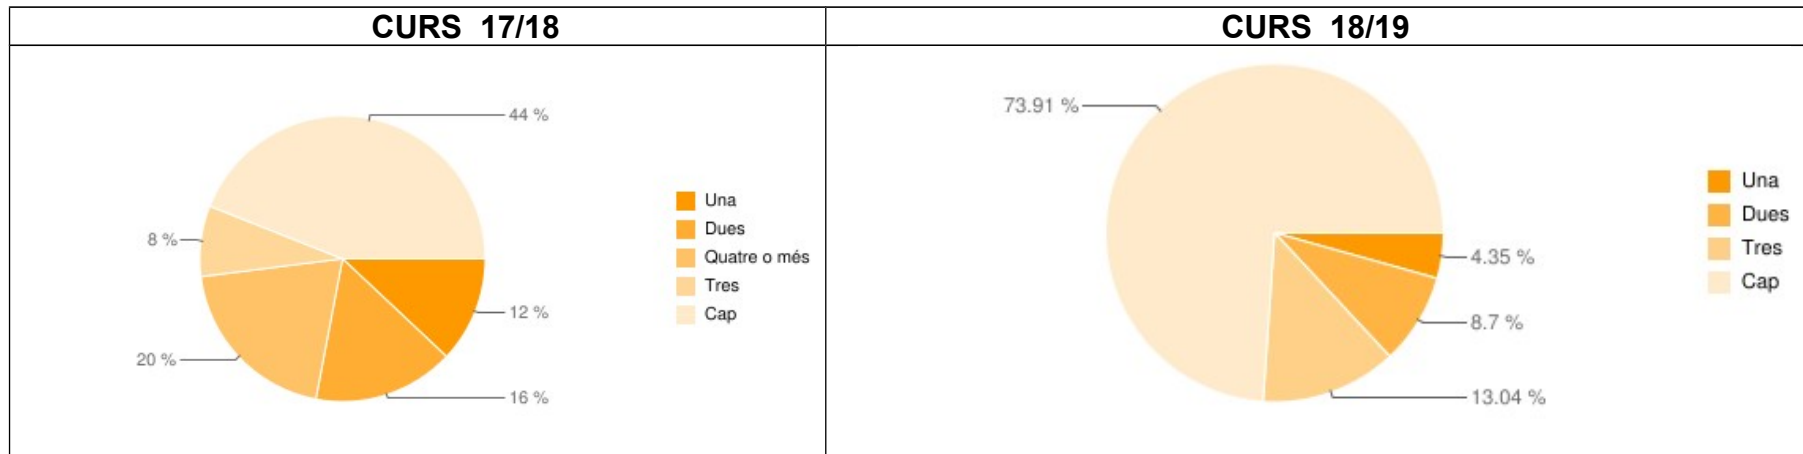 CURS 17/18
44 %
8 %
20 %
12 %
16 %
Una
Dues
Quatre o més
Tres
Cap
CURS 18/19
73.91 %
4.35 %
8.7 %
13.04 %
Una
Dues
Tres
Cap